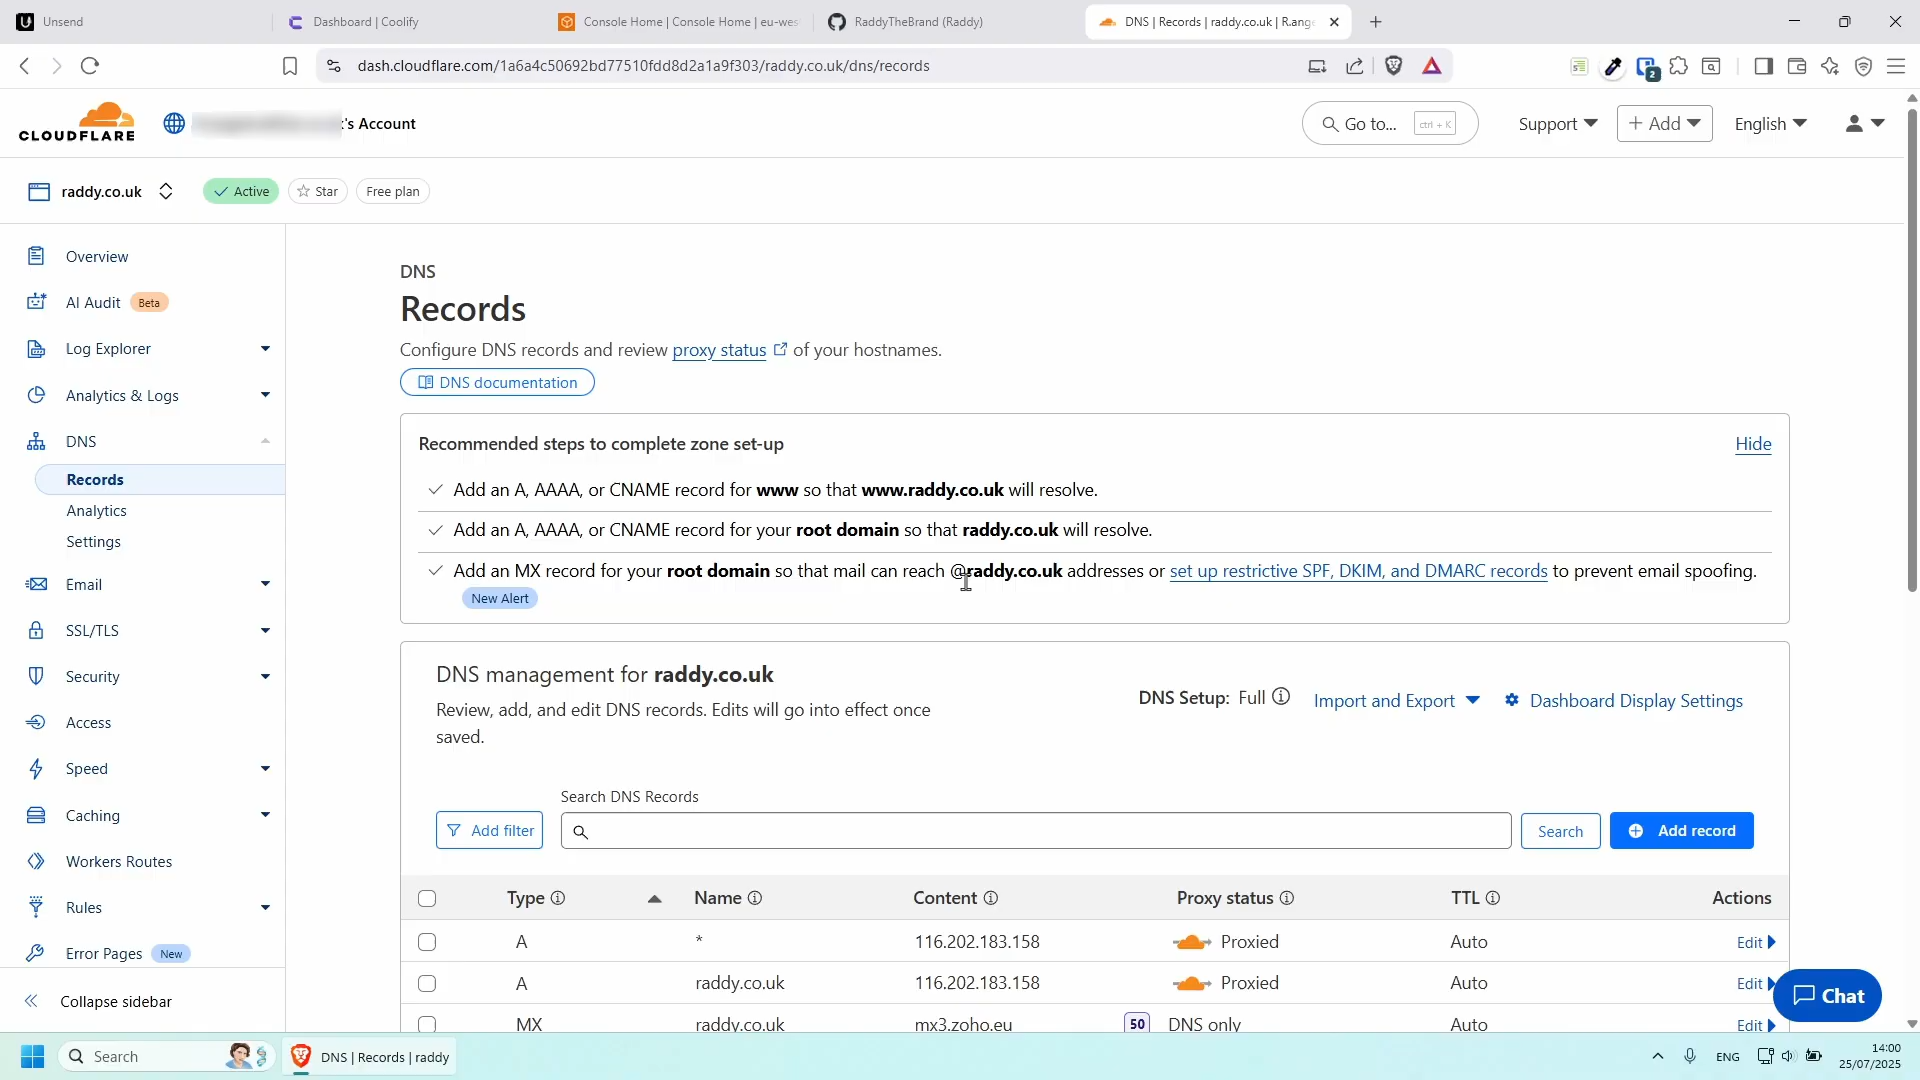 Unsend
Dashboard | Coolify
Console Home | Console Home | eu-wes
RaddyTheBrand (Raddy)
DNS | Records | raddy.co.uk | R.ange
dash.cloudflare.com/1a6a4c50692bd77510fdd8d2a1a9f303/raddy.co.uk/dns/records
2
CLOUDFLARE
's Account
Go to...
ctrl + K
Support
+ Add
English
raddy.co.uk
Active
Star
Free plan
Overview
AI Audit Beta
Log Explorer
Analytics & Logs
DNS
Records
Analytics
Settings
Email
SSL/TLS
Security
Access
Speed
Caching
Workers Routes
Rules
Error Pages New
Collapse sidebar
DNS
Records
Configure DNS records and review proxy status of your hostnames.
DNS documentation
Recommended steps to complete zone set-up
Hide
Add an A, AAAA, or CNAME record for www so that www.raddy.co.uk will resolve.
Add an A, AAAA, or CNAME record for your root domain so that raddy.co.uk will resolve.
Add an MX record for your root domain so that mail can reach @raddy.co.uk addresses or set up restrictive SPF, DKIM, and DMARC records to prevent email spoofing.
New Alert
DNS management for raddy.co.uk
Review, add, and edit DNS records. Edits will go into effect once
saved.
DNS Setup: Full
Import and Export
Dashboard Display Settings
Search DNS Records
Add filter
Search
Add record
Type Name Content Proxy status TTL Actions
A * 116.202.183.158 Proxied Auto Edit
A raddy.co.uk 116.202.183.158 Proxied Auto Edit
MX raddy.co.uk mx3.zoho.eu 50 DNS only Auto Edit
Chat
Search
DNS | Records | raddy
ENG
14:00
25/07/2025